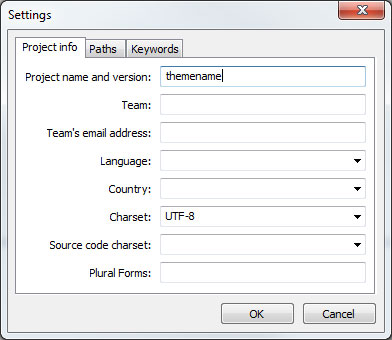 Settings
Project info Paths Keywords
Project name and version: themename
Team:
Team's email address:
Language:
Country:
Charset: UTF-8
Source code charset:
Plural Forms:
OK Cancel